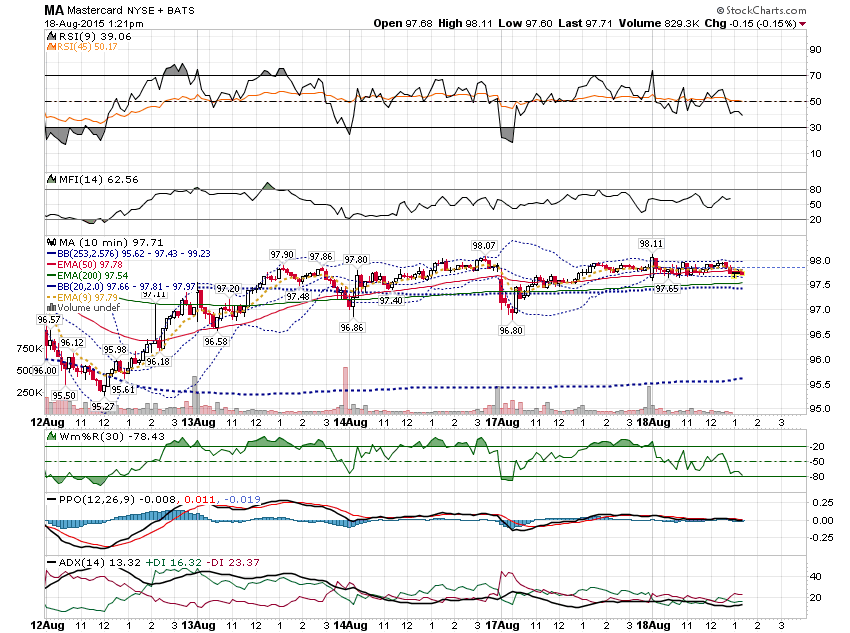 MA Mastercard NYSE + BATS
© StockCharts.com
18-Aug-2015 1:21pm
Open 97.68 High 98.11 Low 97.60 Last 97.71 Volume 829.3K Chg -0.15 (-0.15%)
RSI(9) 39.06
RSI(45) 50.17
90
70
50
30
10
MFI(14) 62.56
80
50
20
MA (10 min) 97.71
BB(253,2.576) 95.62 - 97.43 - 99.23
EMA(50) 97.78
EMA(200) 97.54
BB(20,2.0) 97.66 - 97.81 - 97.97
EMA(9) 97.79
Volume undef
98.11
98.07
97.90
97.86
97.80
97.65
97.48
97.40
97.20
97.11
96.86
96.80
96.58
96.57
96.18
96.12
96.00
95.98
95.61
95.50
95.27
98.0
97.5
97.0
96.5
96.0
95.5
95.0
750K
500K
250K
12Aug 11 12 1 2 3 13Aug 11 12 1 2 3 14Aug 11 12 1 2 3 17Aug 11 12 1 2 3 18Aug 11 12 1 2 3
Wm%R(30) -78.43
-20
-50
-80
PPO(12,26,9) -0.008, 0.011, -0.019
0.25
0.00
-0.25
ADX(14) 13.32 +DI 16.32 -DI 23.37
40
20
12Aug 11 12 1 2 3 13Aug 11 12 1 2 3 14Aug 11 12 1 2 3 17Aug 11 12 1 2 3 18Aug 11 12 1 2 3